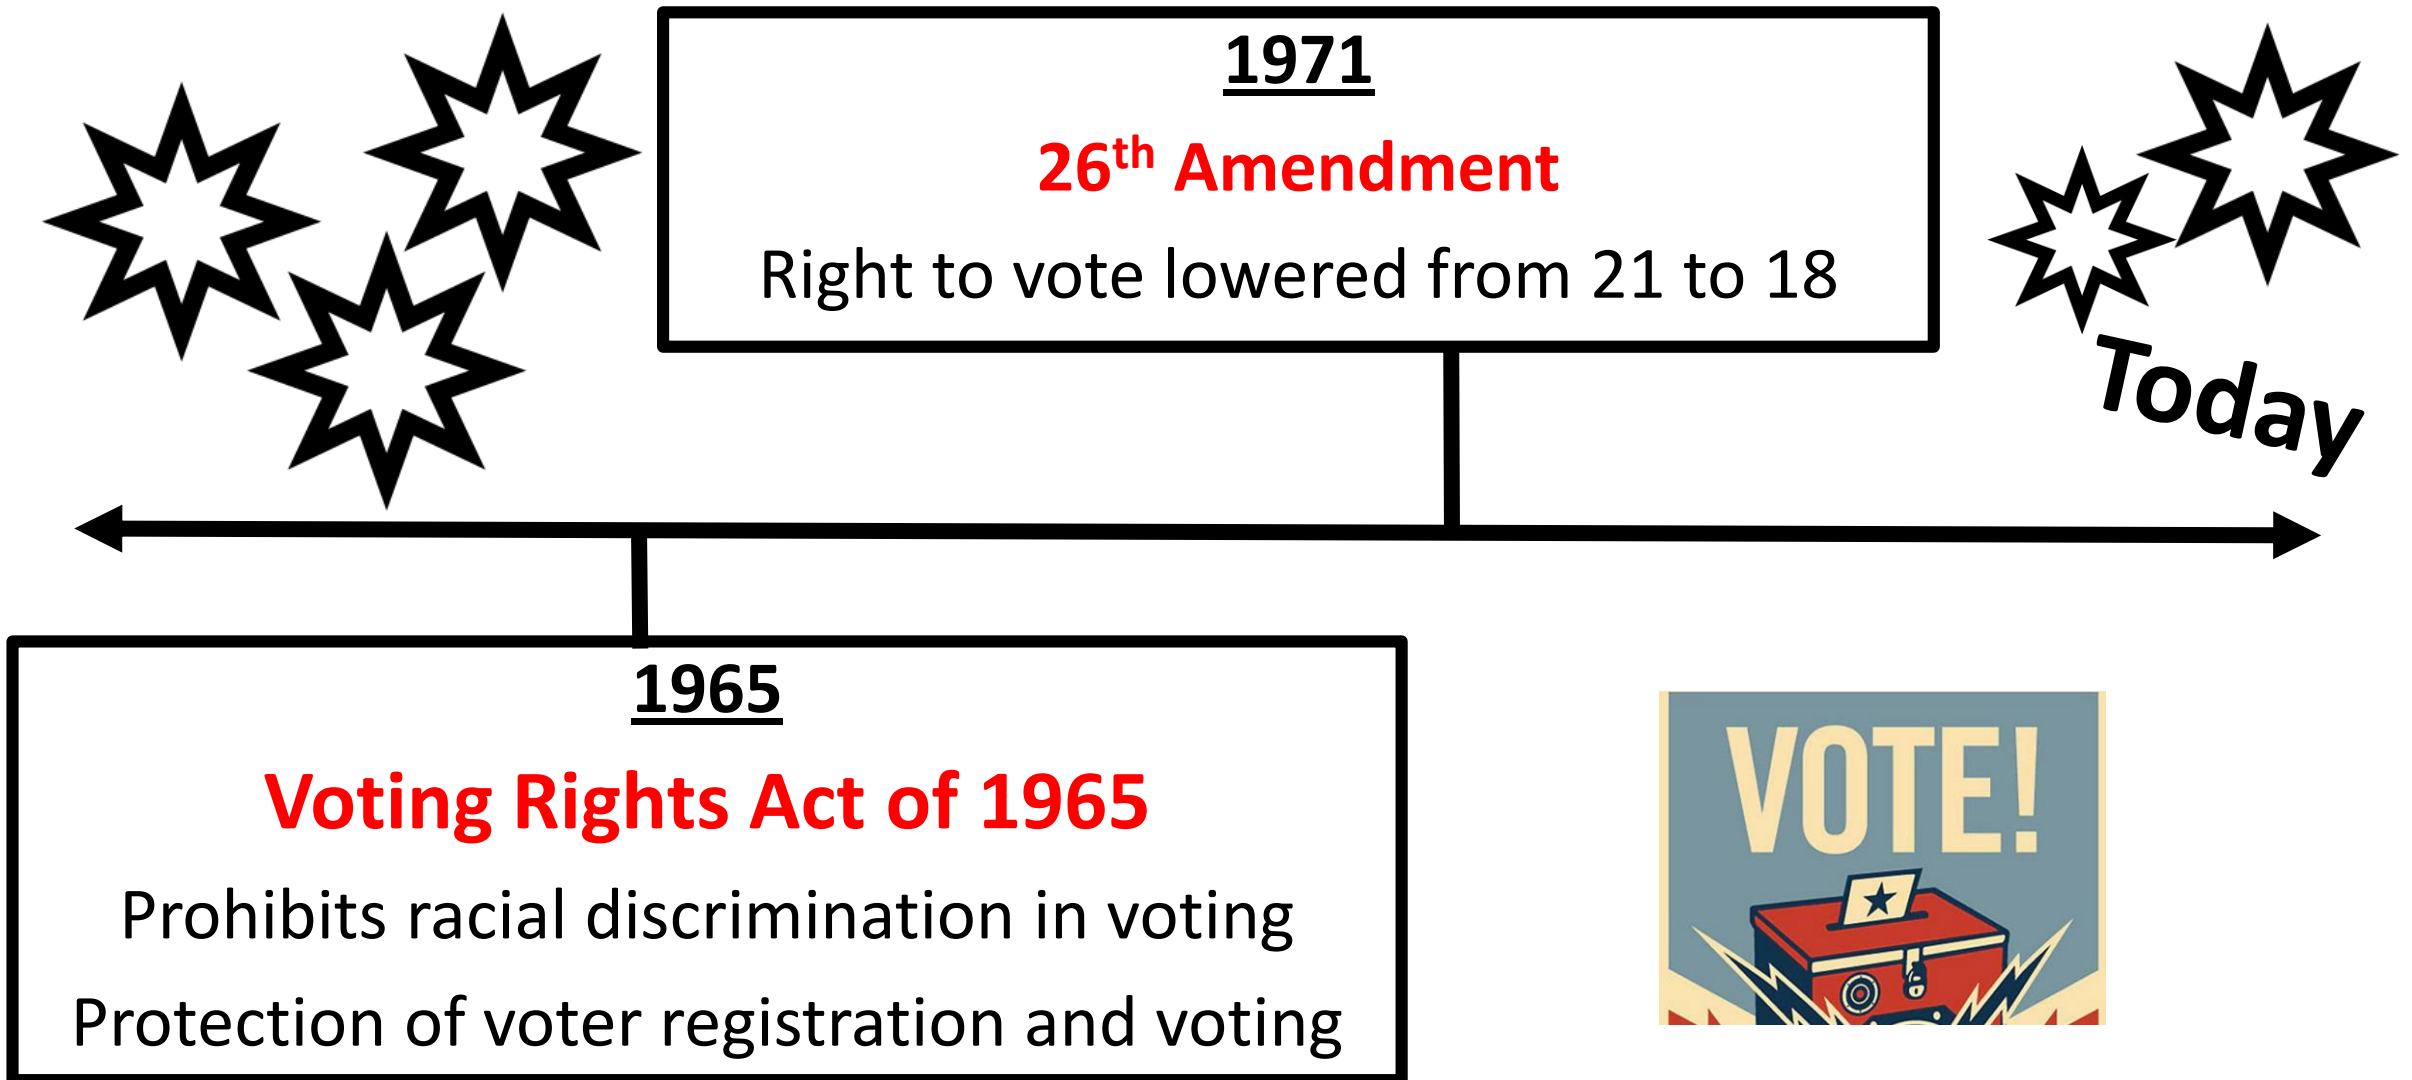 1971
26th Amendment
Right to vote lowered from 21 to 18
Today
1965
Voting Rights Act of 1965
Prohibits racial discrimination in voting
Protection of voter registration and voting
VOTE!